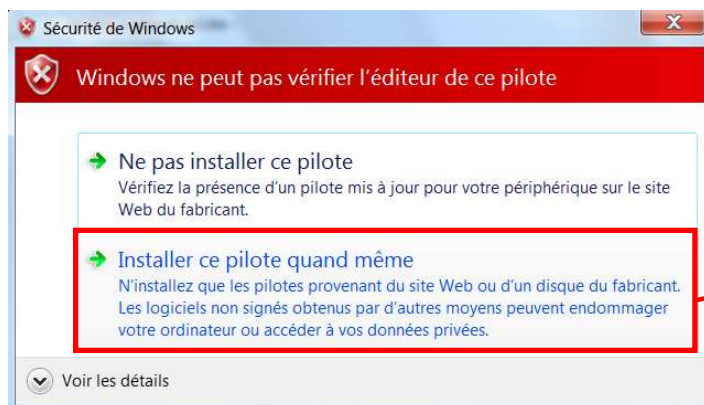 Sécurité de Windows
Windows ne peut pas vérifier l'éditeur de ce pilote
Ne pas installer ce pilote
Vérifiez la présence d'un pilote mis à jour pour votre périphérique sur le site
Web du fabricant.
Installer ce pilote quand même
N'installez que les pilotes provenant du site Web ou d'un disque du fabricant.
Les logiciels non signés obtenus par d'autres moyens peuvent endommager
votre ordinateur ou accéder à vos données privées.
Voir les détails